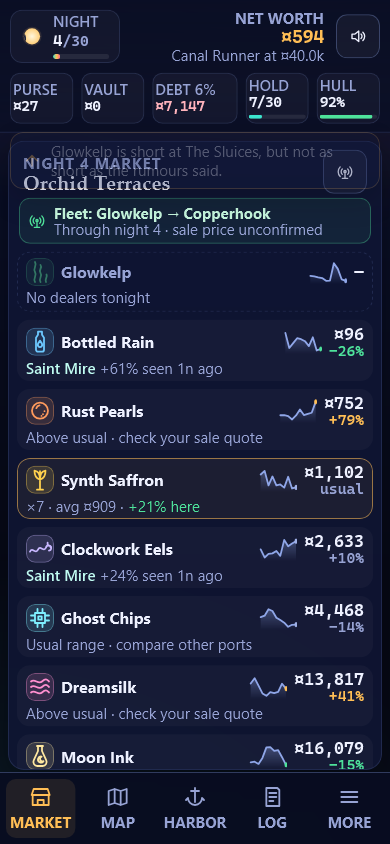 NIGHT
4/30
NET WORTH
¤594
Canal Runner at ¤40.0k
PURSE
¤27
VAULT
¤0
DEBT 6%
¤7,147
HOLD
7/30
HULL
92%
Glowkelp is short at The Sluices, but not as
short as the rumours said.
NIGHT 4 MARKET
Orchid Terraces
Fleet: Glowkelp → Copperhook
Through night 4 · sale price unconfirmed
Glowkelp
–
No dealers tonight
Bottled Rain
¤96
−26%
Saint Mire +61% seen 1n ago
Rust Pearls
¤752
+79%
Above usual · check your sale quote
Synth Saffron
¤1,102
usual
×7 · avg ¤909 · +21% here
Clockwork Eels
¤2,633
+10%
Saint Mire +24% seen 1n ago
Ghost Chips
¤4,468
−14%
Usual range · compare other ports
Dreamsilk
¤13,817
+41%
Above usual · check your sale quote
Moon Ink
¤16,079
−15%
MARKET
MAP
HARBOR
LOG
MORE